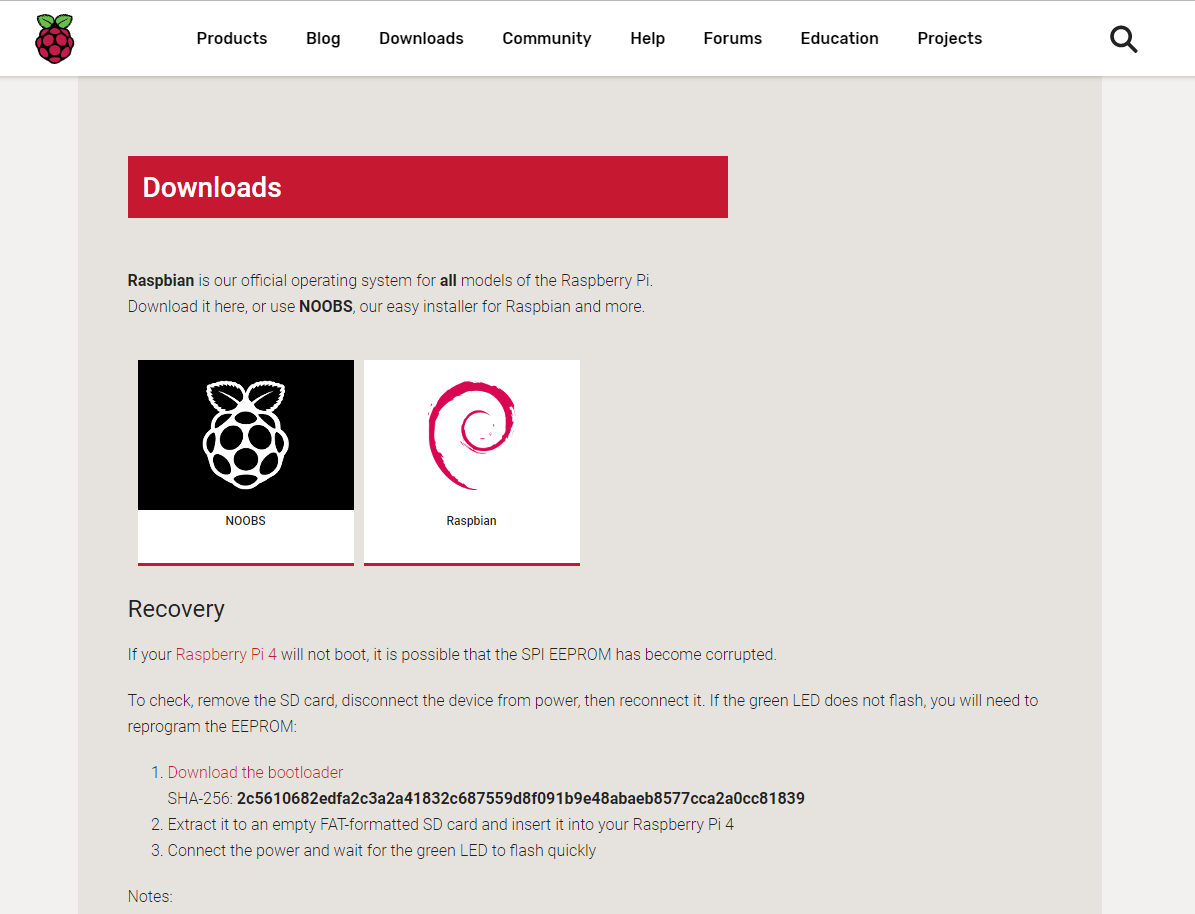 Products Blog Downloads Community Help Forums Education Projects
Downloads
Raspbian is our official operating system for all models of the Raspberry Pi.
Download it here, or use NOOBS, our easy installer for Raspbian and more.
NOOBS Raspbian
Recovery
If your Raspberry Pi 4 will not boot, it is possible that the SPI EEPROM has become corrupted.
To check, remove the SD card, disconnect the device from power, then reconnect it. If the green LED does not flash, you will need to
reprogram the EEPROM:
1. Download the bootloader
SHA-256: 2c5610682edfa2c3a2a41832c687559d8f091b9e48abaeb8577cca2a0cc81839
2. Extract it to an empty FAT-formatted SD card and insert it into your Raspberry Pi 4
3. Connect the power and wait for the green LED to flash quickly
Notes: